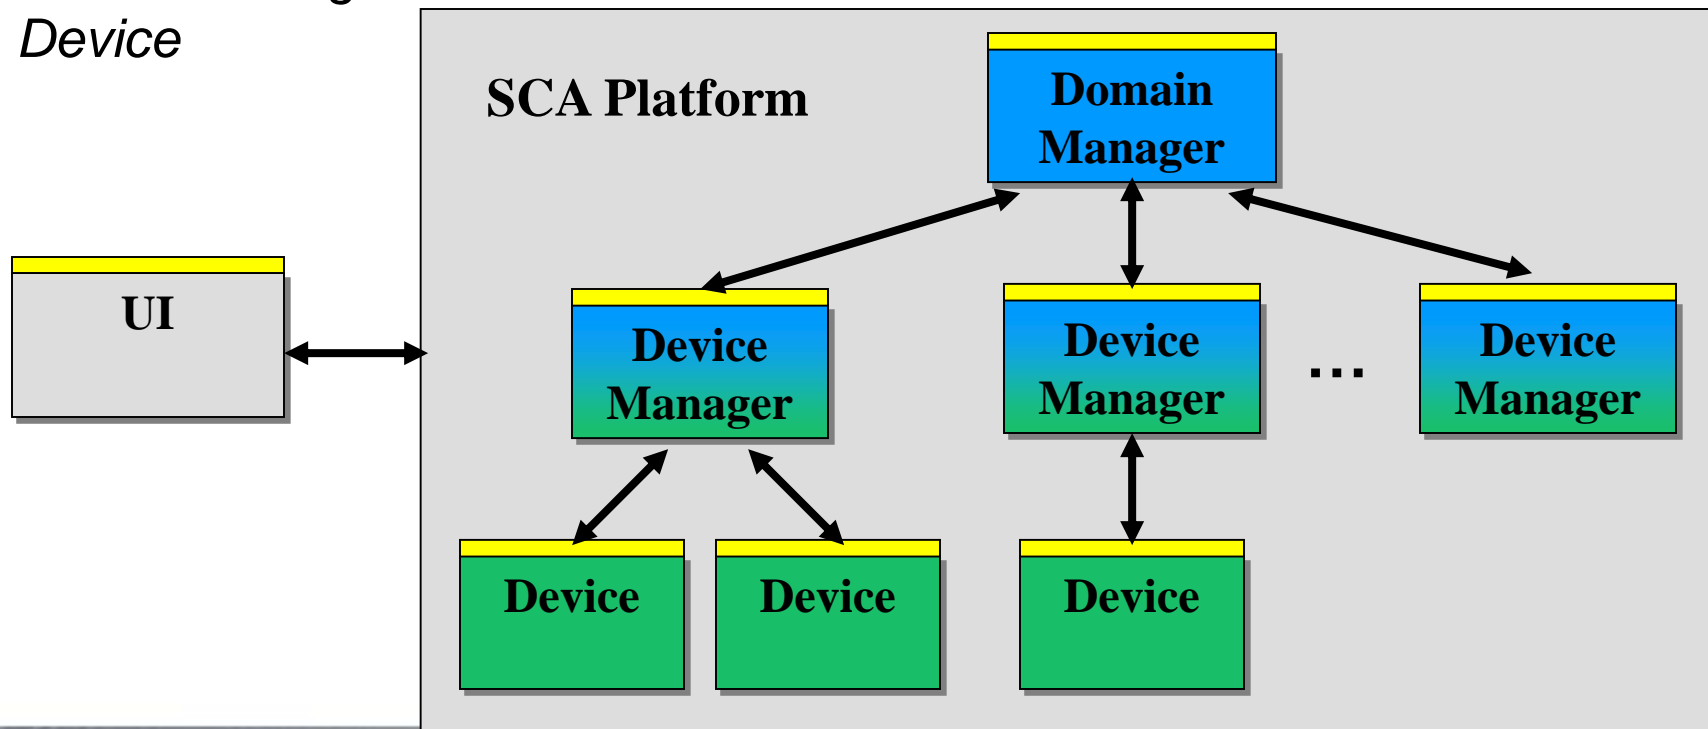 Device
SCA Platform
Domain
Manager
UI
Device
Manager
Device
Manager
...
Device
Manager
Device
Device
Device